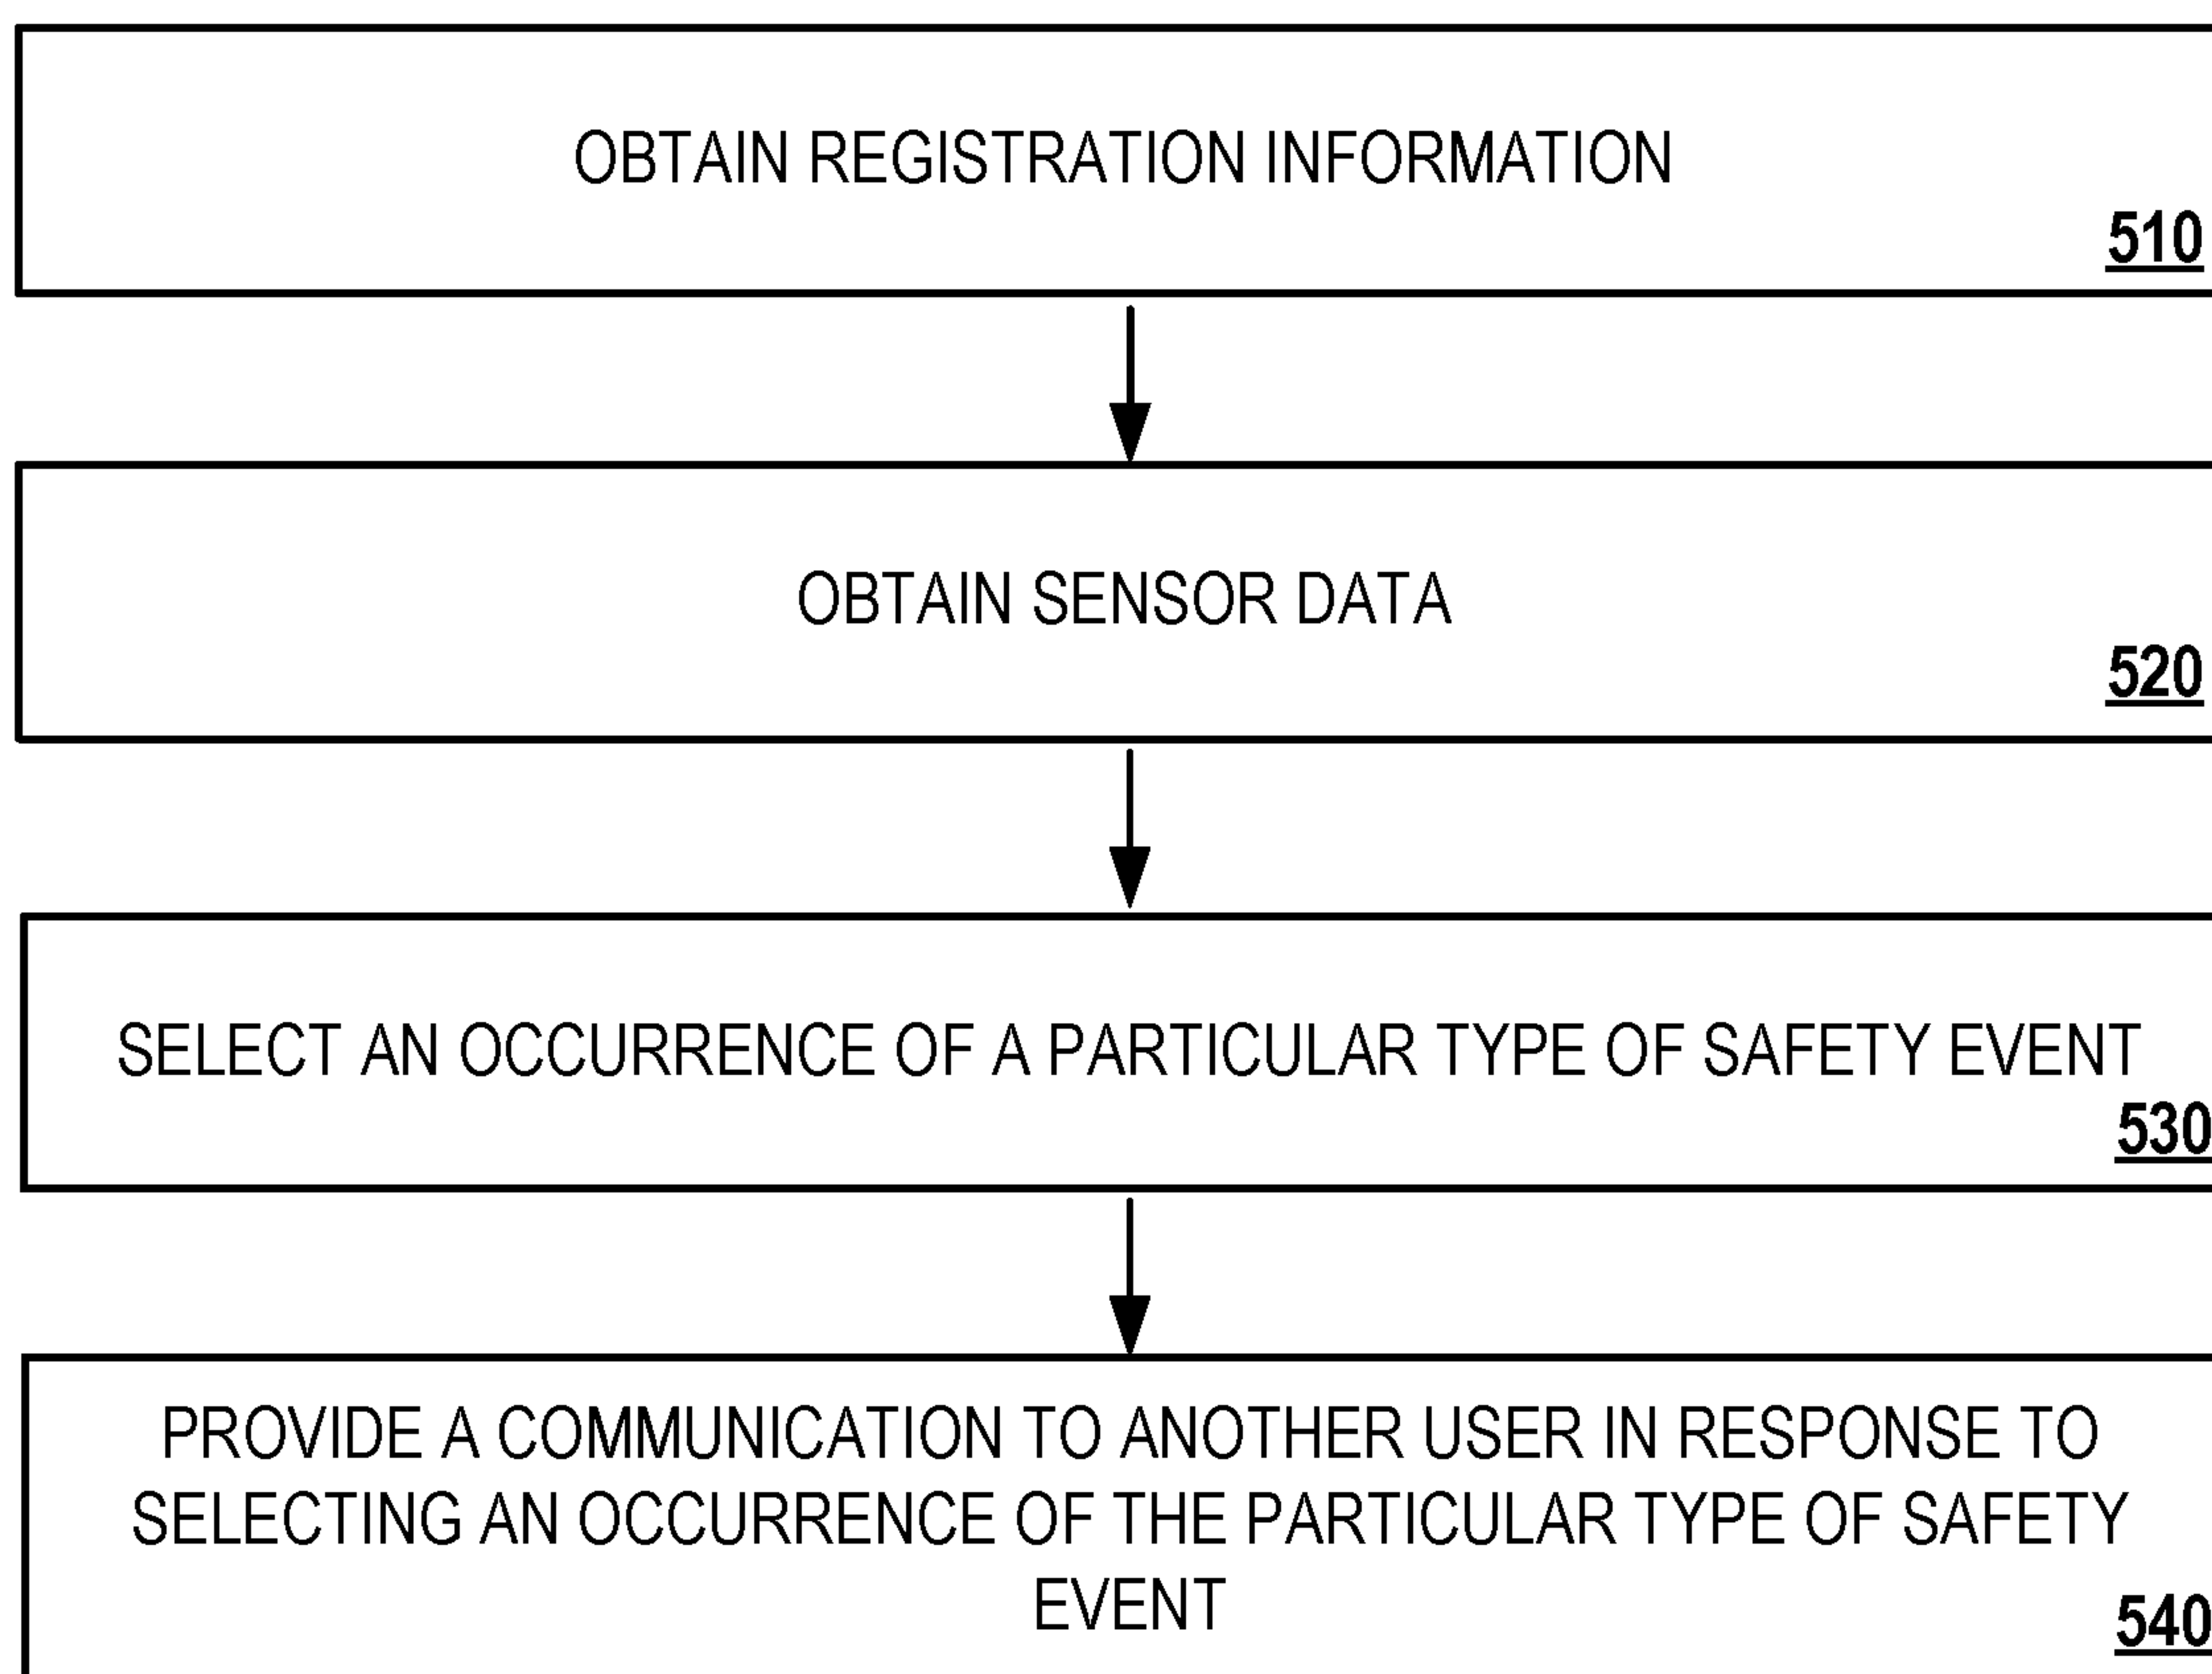 OBTAIN REGISTRATION INFORMATION
510
OBTAIN SENSOR DATA
520
SELECT AN OCCURRENCE OF A PARTICULAR TYPE OF SAFETY EVENT
530
PROVIDE A COMMUNICATION TO ANOTHER USER IN RESPONSE TO
SELECTING AN OCCURRENCE OF THE PARTICULAR TYPE OF SAFETY
EVENT
540